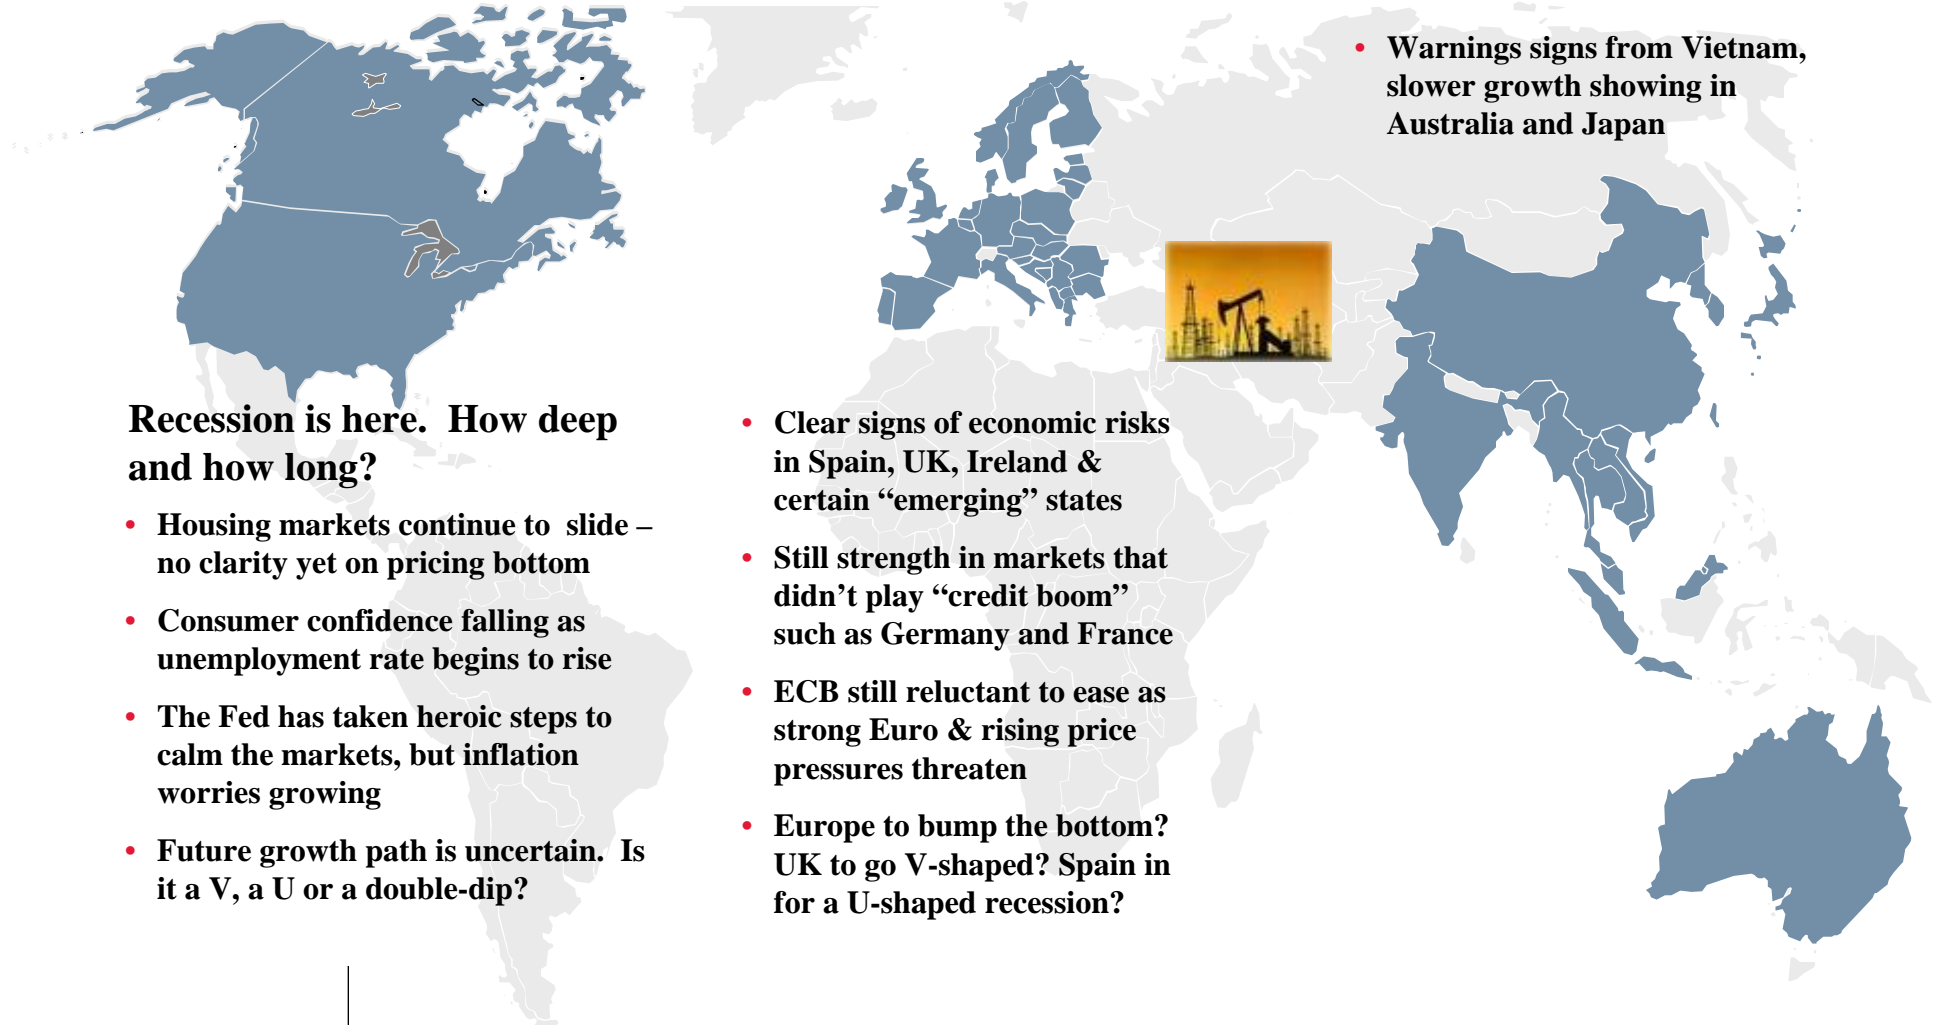 Recession is here.  How deep
and how long?
• Housing markets continue to  slide –
no clarity yet on pricing bottom
• Consumer confidence falling as
unemployment rate begins to rise
• The Fed has taken heroic steps to
calm the markets, but inflation
worries growing
• Future growth path is uncertain.  Is
it a V, a U or a double-dip?
• Clear signs of economic risks
in Spain, UK, Ireland &
certain “emerging” states
• Still strength in markets that
didn’t play “credit boom”
such as Germany and France
• ECB still reluctant to ease as
strong Euro & rising price
pressures threaten
• Europe to bump the bottom?
UK to go V-shaped? Spain in
for a U-shaped recession?
• Warnings signs from Vietnam,
slower growth showing in
Australia and Japan